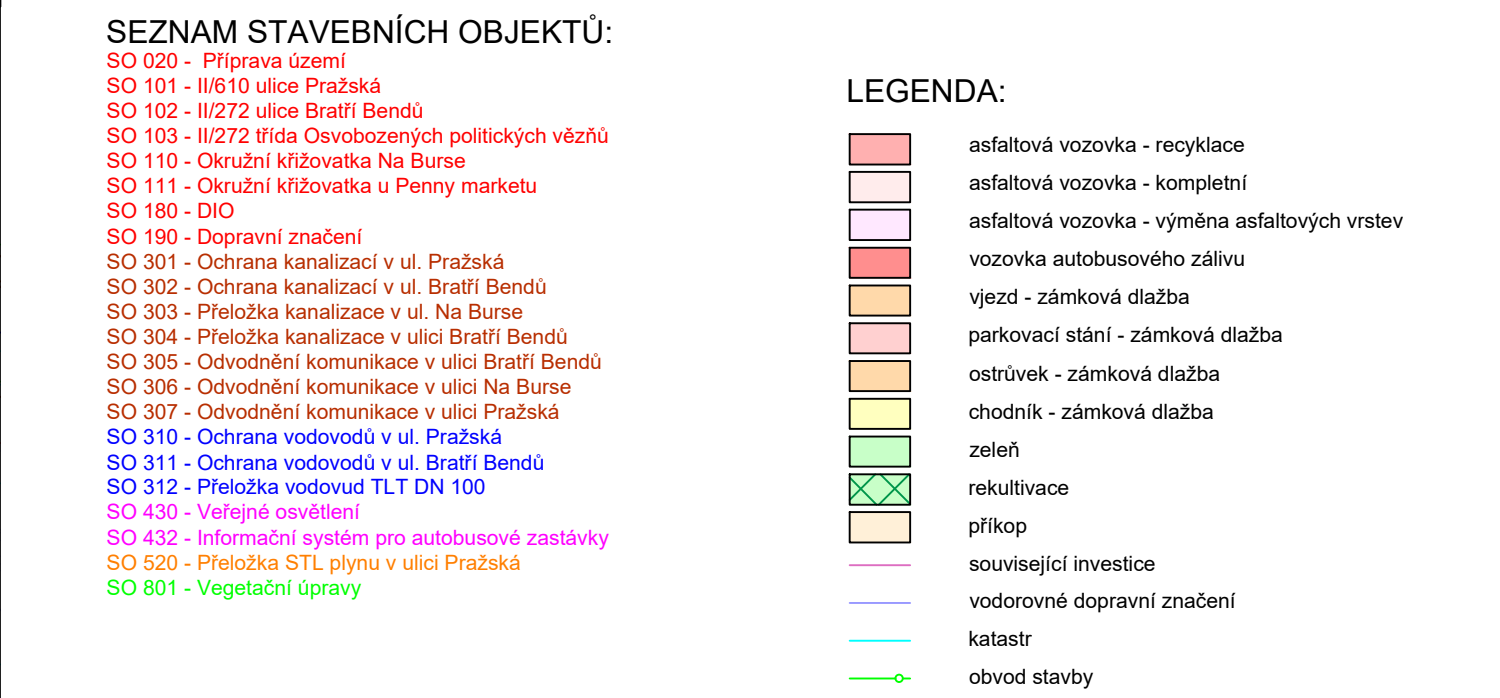 SEZNAM STAVEBNÍCH OBJEKTŮ:
SO 020 - Příprava území
SO 101 - II/610 ulice Pražská
SO 102 - II/272 ulice Bratří Bendů
SO 103 - II/272 třída Osvobozených politických vězňů
SO 110 - Okružní křižovatka Na Burse
SO 111 - Okružní křižovatka u Penny marketu
SO 180 - DIO
SO 190 - Dopravní značení
SO 301 - Ochrana kanalizací v ul. Pražská
SO 302 - Ochrana kanalizací v ul. Bratří Bendů
SO 303 - Přeložka kanalizace v ul. Na Burse
SO 304 - Přeložka kanalizace v ulici Bratří Bendů
SO 305 - Odvodnění komunikace v ulici Bratří Bendů
SO 306 - Odvodnění komunikace v ulici Na Burse
SO 307 - Odvodnění komunikace v ulici Pražská
SO 310 - Ochrana vodovodů v ul. Pražská
SO 311 - Ochrana vodovodů v ul. Bratří Bendů
SO 312 - Přeložka vodovud TLT DN 100
SO 430 - Veřejné osvětlení
SO 432 - Informační systém pro autobusové zastávky
SO 520 - Přeložka STL plynu v ulici Pražská
SO 801 - Vegetační úpravy
LEGENDA:
asfaltová vozovka - recyklace
asfaltová vozovka - kompletní
asfaltová vozovka - výměna asfaltových vrstev
vozovka autobusového zálivu
vjezd - zámková dlažba
parkovací stání - zámková dlažba
ostrůvek - zámková dlažba
chodník - zámková dlažba
zeleň
rekultivace
příkop
související investice
vodorovné dopravní značení
katastr
obvod stavby